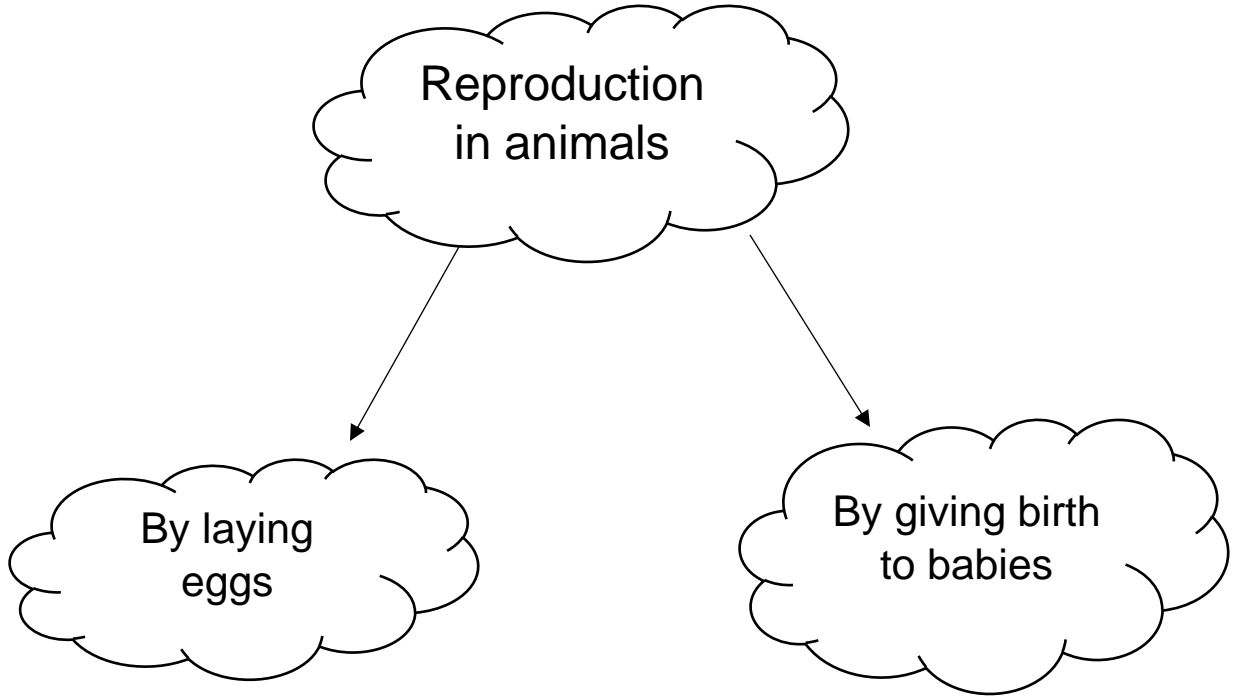 Reproduction
in animals
By laying
eggs
By giving birth
to babies